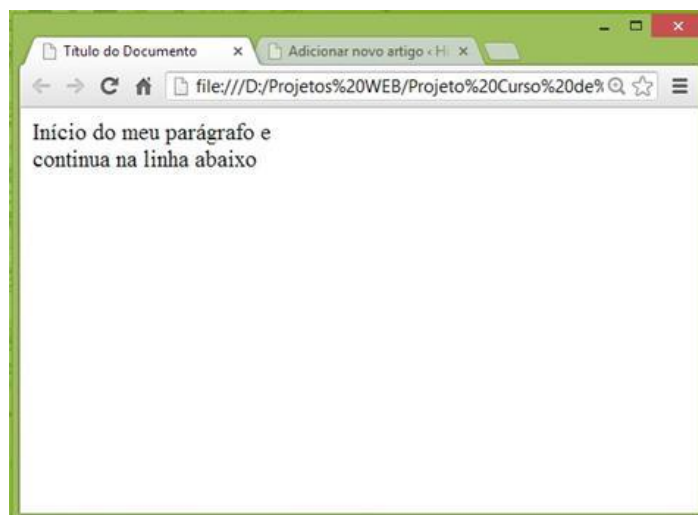 Título do Documento
Adicionar novo artigo ‹ Hi
file:///D:/Projetos%20WEB/Projeto%20Curso%20de%
Início do meu parágrafo e
continua na linha abaixo